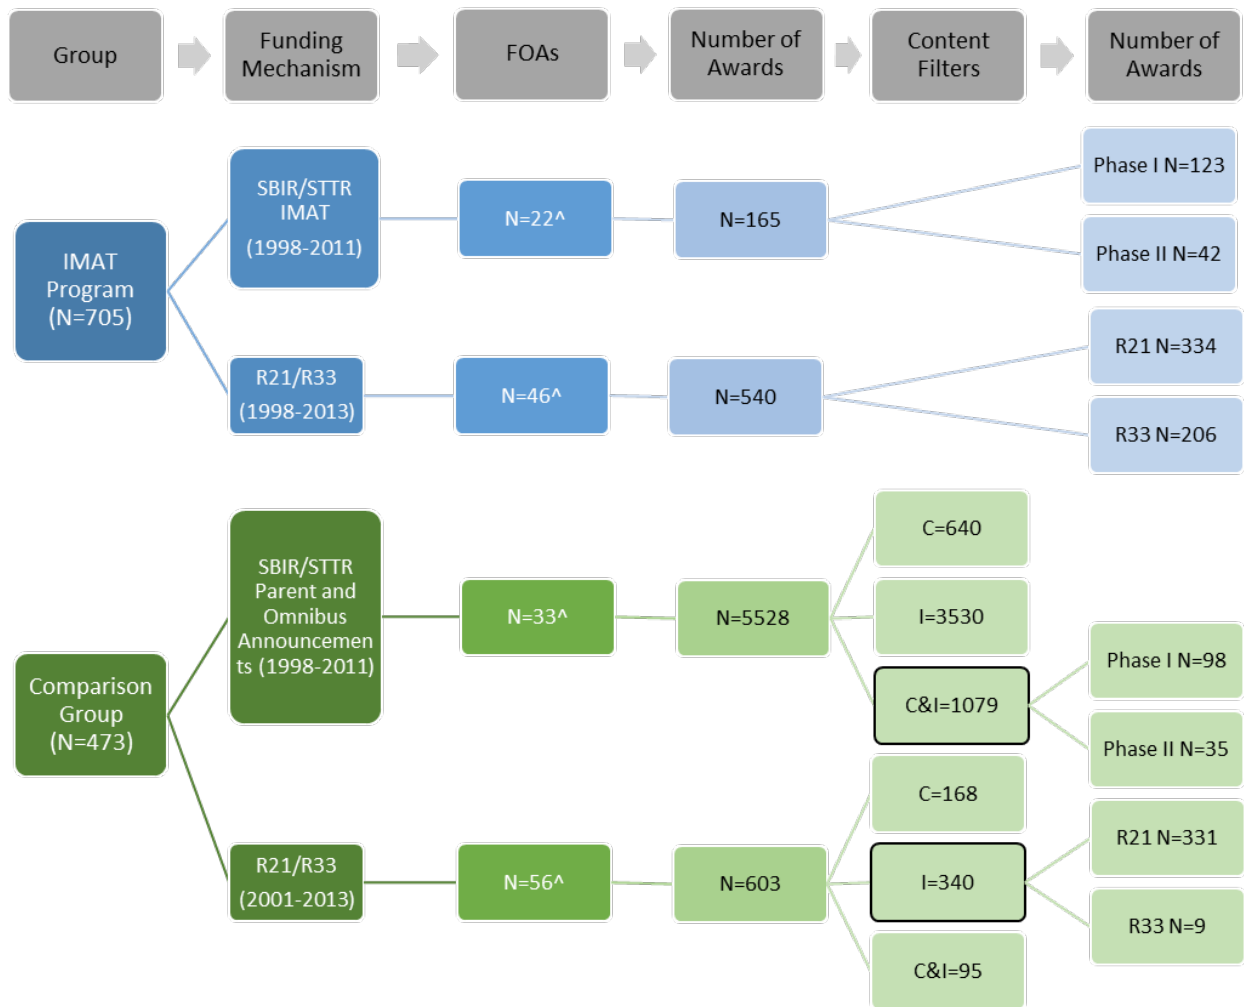 Group
Funding
Mechanism
FOAs
Number of
Awards
Content
Filters
Number of
Awards
IMAT
Program
(N=705)
SBIR/STTR
IMAT
(1998-2011)
N=22^
N=165
Phase I N=123
Phase II N=42
R21/R33
(1998-2013)
N=46^
N=540
R21 N=334
R33 N=206
Comparison
Group
(N=473)
SBIR/STTR
Parent and
Omnibus
Announcemen
ts (1998-2011)
N=33^
N=5528
C=640
I=3530
C&I=1079
Phase I N=98
Phase II N=35
R21/R33
(2001-2013)
N=56^
N=603
C=168
I=340
C&I=95
R21 N=331
R33 N=9